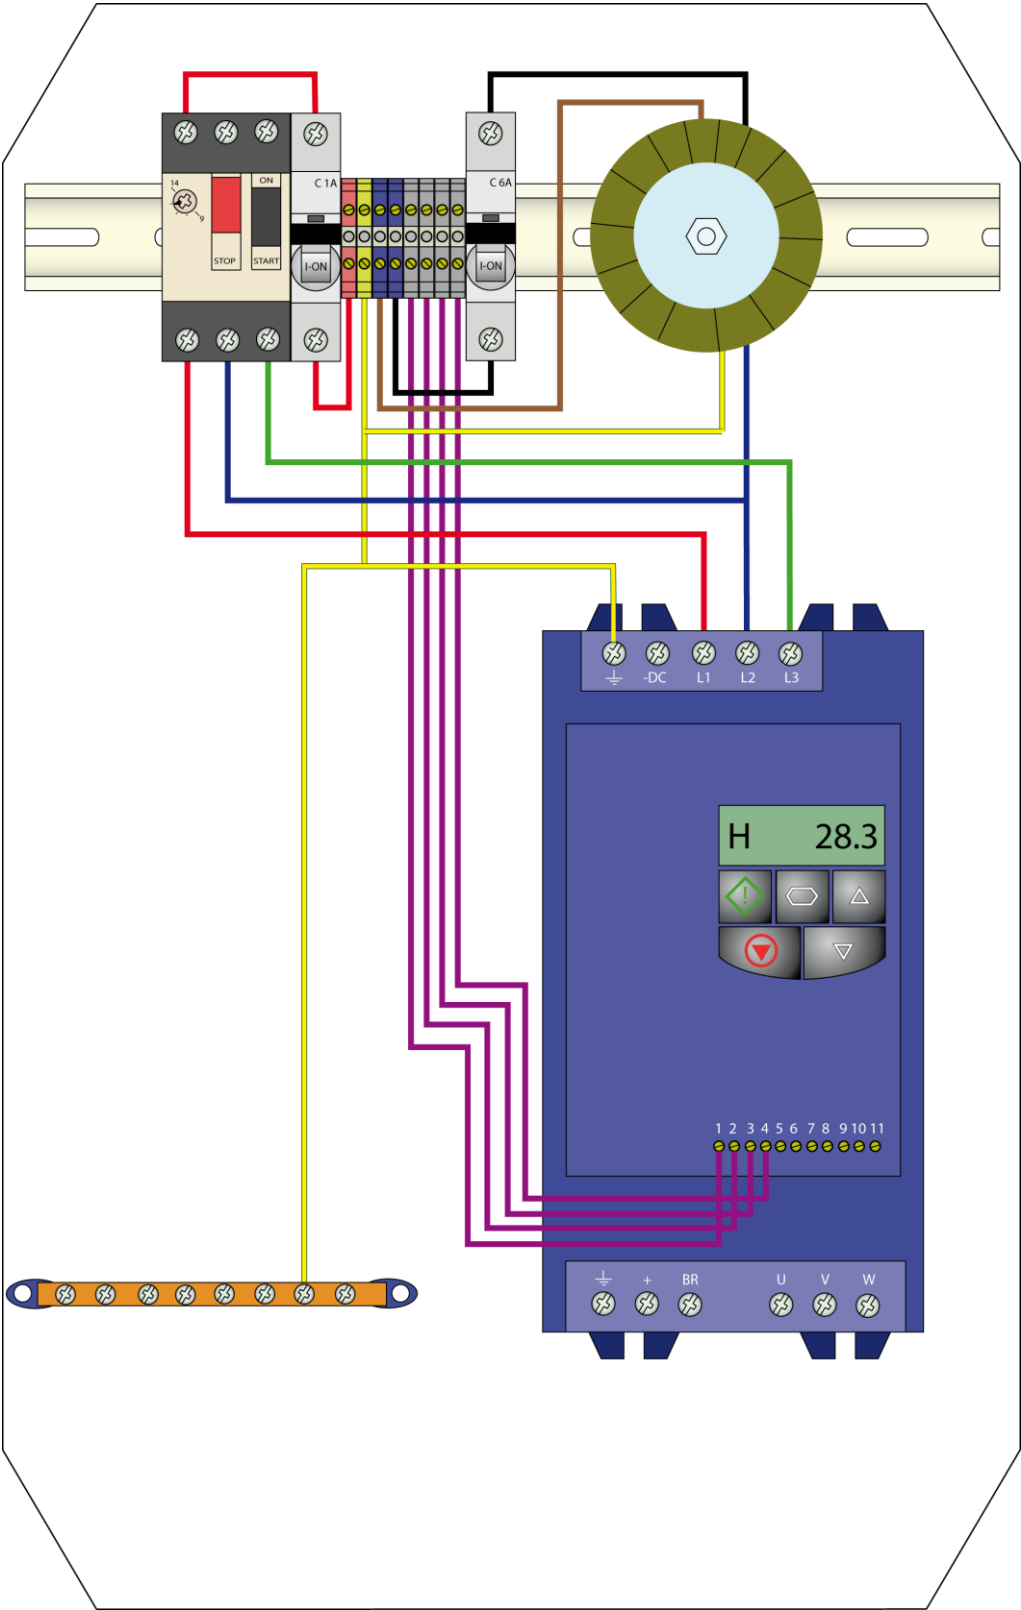 14
9
ON
STOP
START
C 1A
I-ON
C 6A
I-ON
-DC L1 L2 L3
H 28.3
!
1 2 3 4 5 6 7 8 9 10 11
+ BR U V W